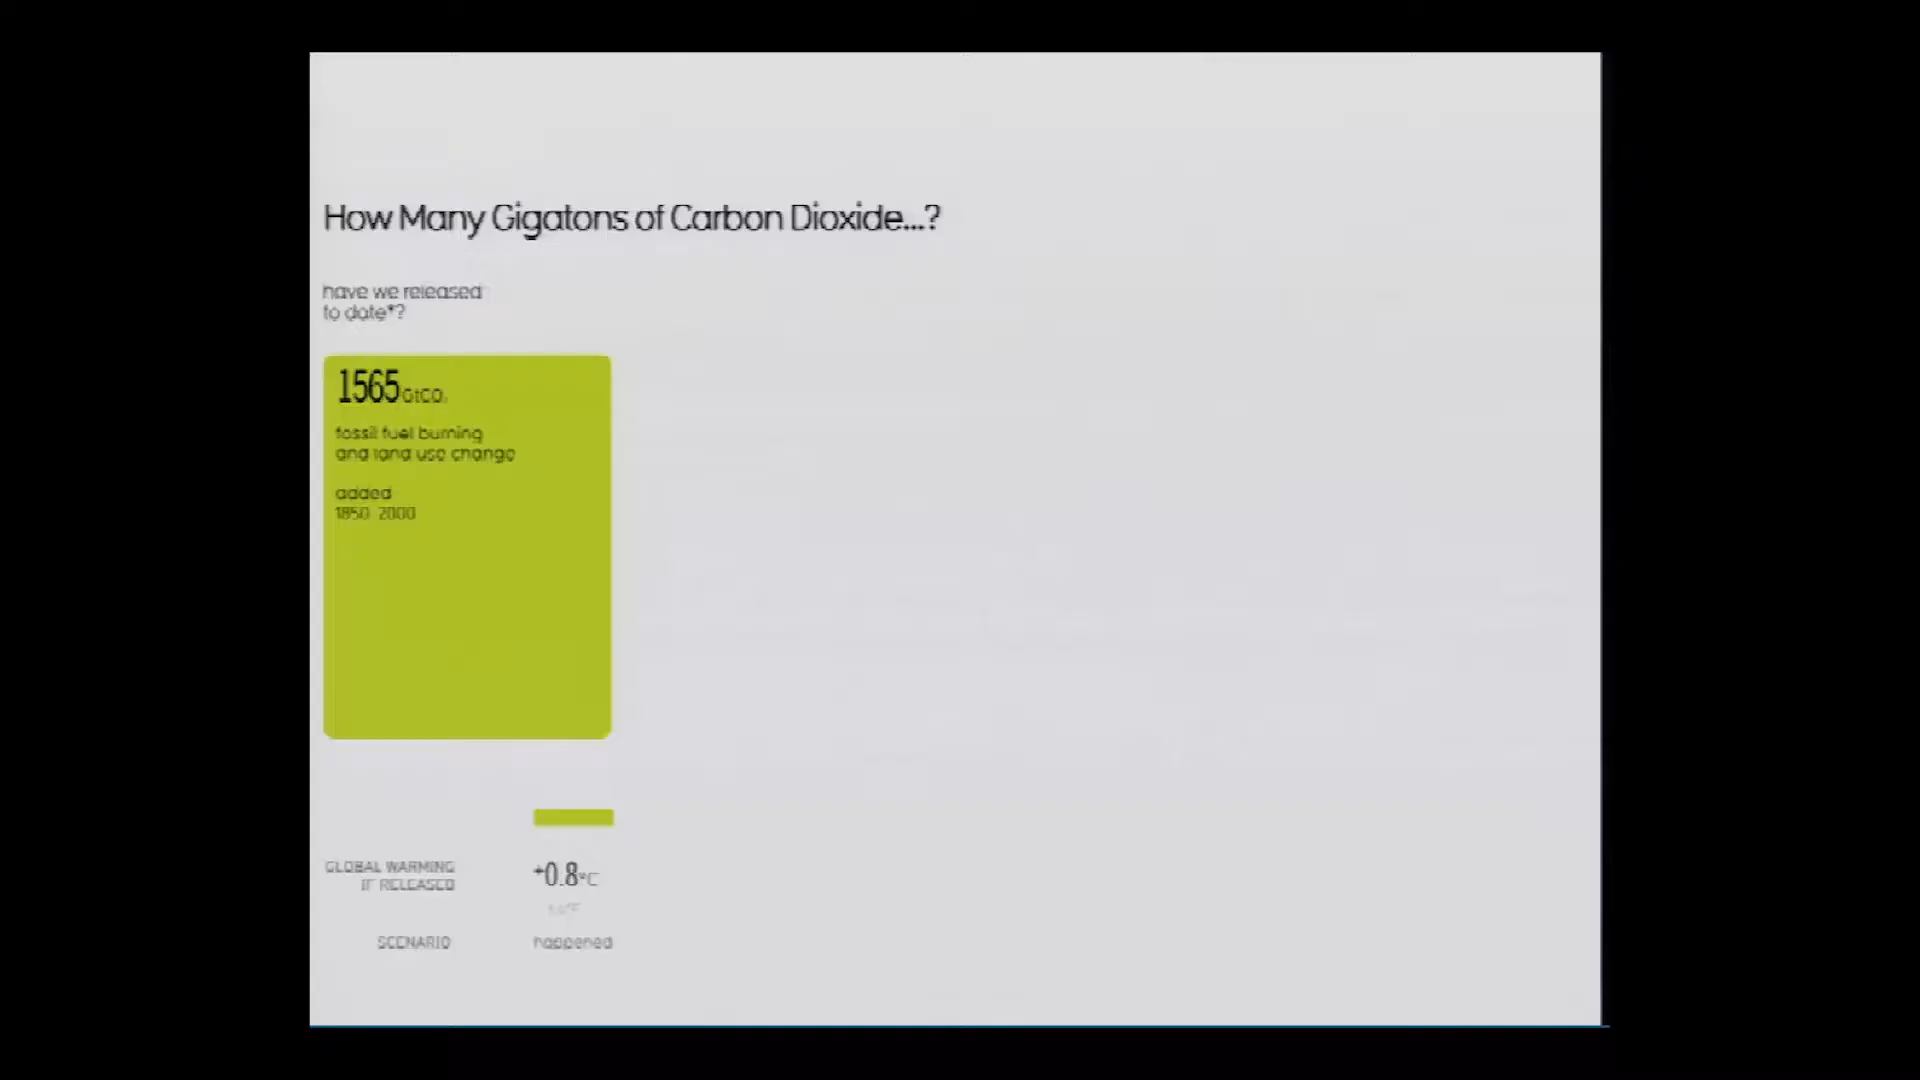 How Many Gigatons of Carbon Dioxide...?
have we released
to date*?
1565 GtCO₂
fossil fuel burning
and land use change
added
1850 2000
GLOBAL WARMING
IF RELEASED
+0.8°C
SCENARIO
happened